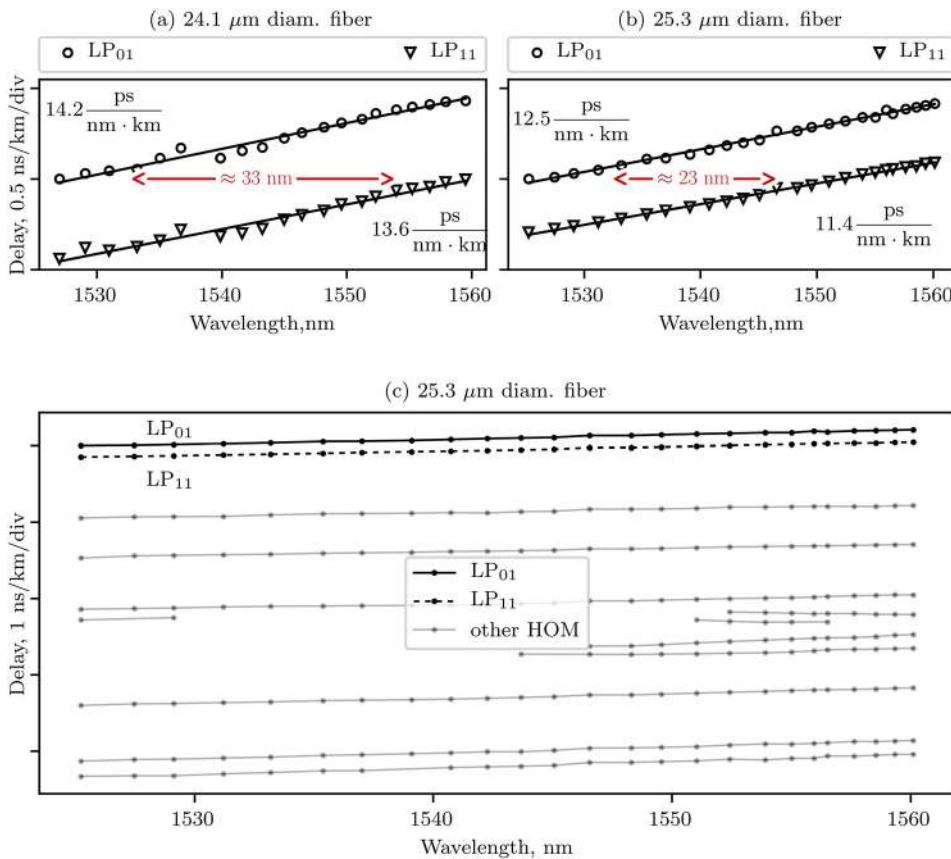 (a) 24.1 μm diam. fiber
LP01
LP11
14.2 ps/nm · km
≈ 33 nm
13.6 ps/nm · km
Delay, 0.5 ns/km/div
1530
1540
1550
1560
Wavelength,nm
(b) 25.3 μm diam. fiber
LP01
LP11
12.5 ps/nm · km
≈ 23 nm
11.4 ps/nm · km
1530
1540
1550
1560
Wavelength,nm
(c) 25.3 μm diam. fiber
LP01
LP11
LP01
LP11
other HOM
Delay, 1 ns/km/div
1530
1540
1550
1560
Wavelength, nm